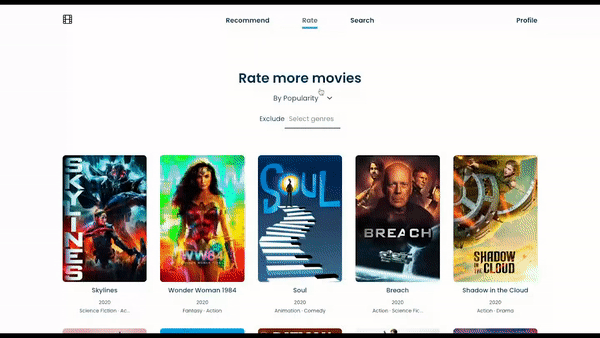 Recommend Rate Search Profile
Rate more movies
By Popularity
Exclude Select genres
SKYLINES
WW84
SOUL
BREACH
SHADOW
IN THE CLOUD
Skylines Wonder Woman 1984 Soul Breach Shadow in the Cloud
2020 2020 2020 2020 2020
Science Fiction · Ac... Fantasy · Action Animation · Comedy Action · Science Fic... Action · Drama